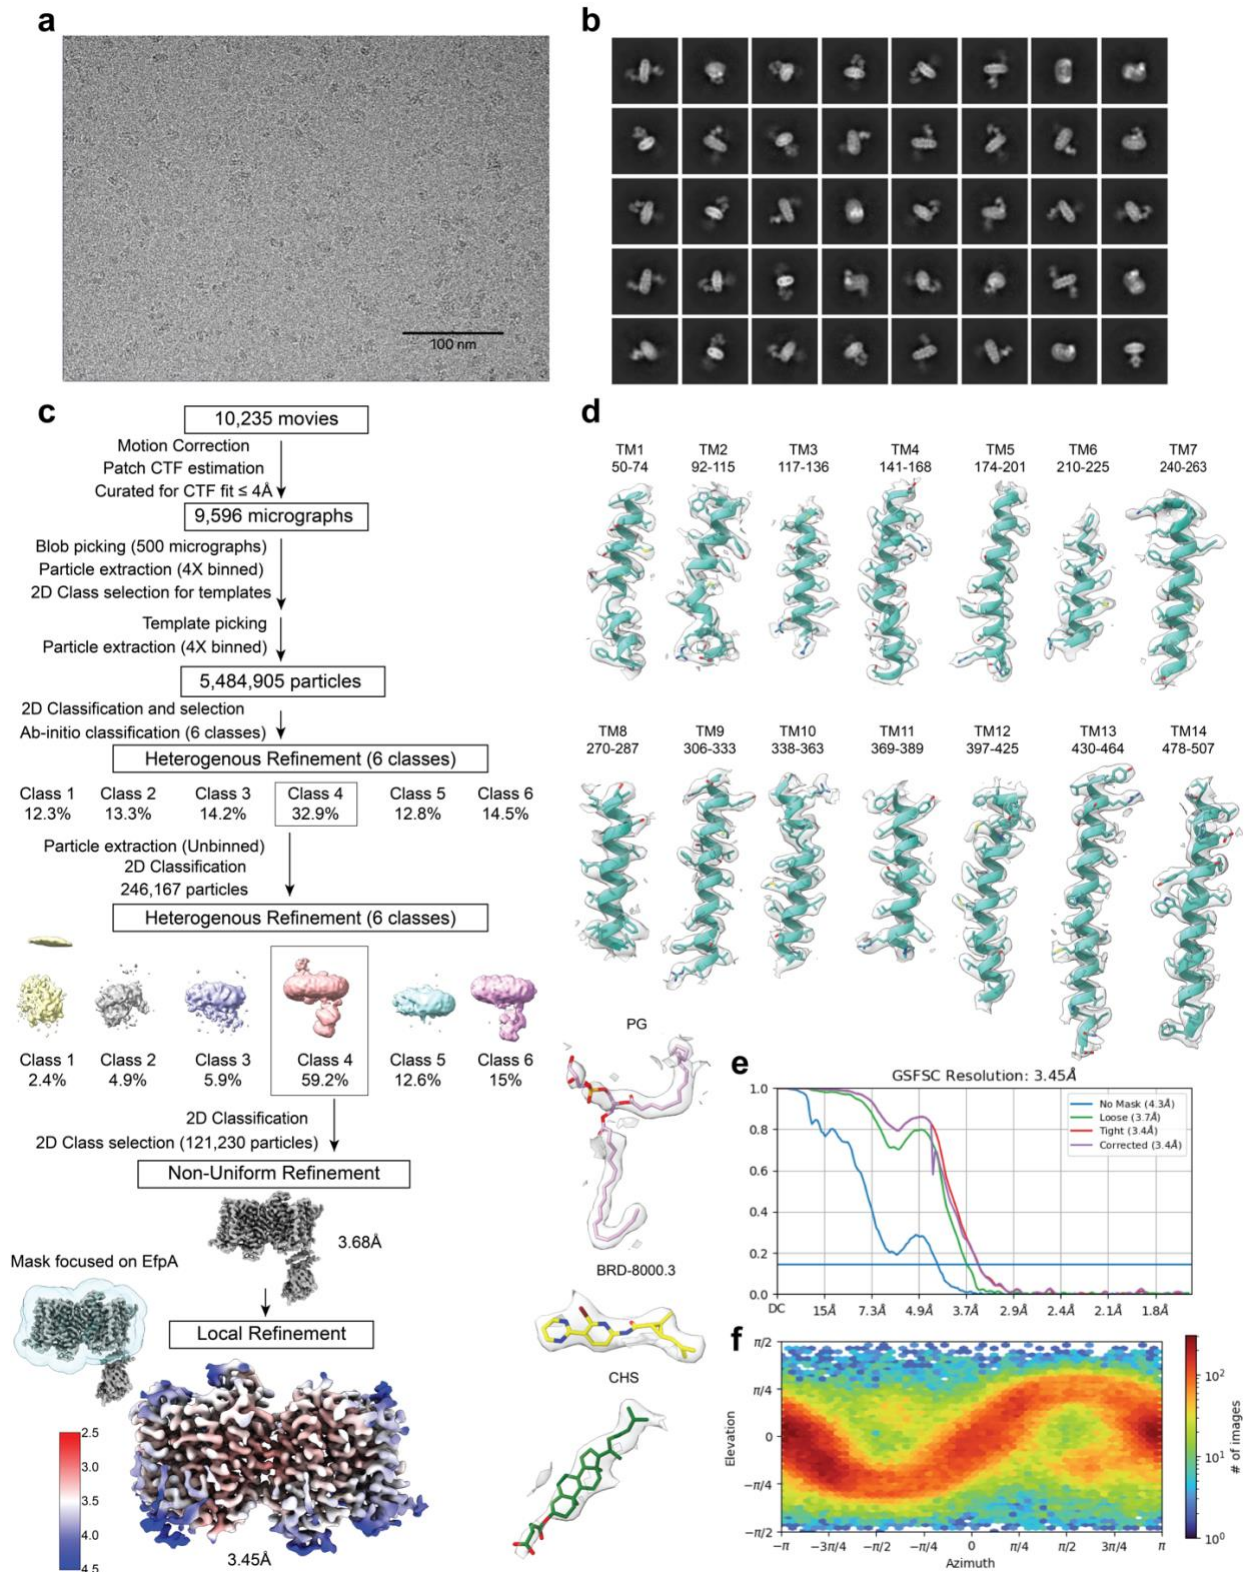 a
100 nm
b
c
10,235 movies
Motion Correction
Patch CTF estimation
Curated for CTF fit ≤ 4Å
9,596 micrographs
Blob picking (500 micrographs)
Particle extraction (4X binned)
2D Class selection for templates
Template picking
Particle extraction (4X binned)
5,484,905 particles
2D Classification and selection
Ab-initio classification (6 classes)
Heterogenous Refinement (6 classes)
Class 1 Class 2 Class 3 Class 4 Class 5 Class 6
12.3% 13.3% 14.2% 32.9% 12.8% 14.5%
Particle extraction (Unbinned)
2D Classification
246,167 particles
Heterogenous Refinement (6 classes)
Class 1 Class 2 Class 3 Class 4 Class 5 Class 6
2.4% 4.9% 5.9% 59.2% 12.6% 15%
2D Classification
2D Class selection (121,230 particles)
Non-Uniform Refinement
3.68Å
Mask focused on EfpA
Local Refinement
2.5
3.0
3.5
4.0
4.5
3.45Å
d
TM1 TM2 TM3 TM4 TM5 TM6 TM7
50-74 92-115 117-136 141-168 174-201 210-225 240-263
TM8 TM9 TM10 TM11 TM12 TM13 TM14
270-287 306-333 338-363 369-389 397-425 430-464 478-507
PG
BRD-8000.3
CHS
e
GSFSC Resolution: 3.45Å
1.0
0.8
0.6
0.4
0.2
0.0
No Mask (4.3Å)
Loose (3.7Å)
Tight (3.4Å)
Corrected (3.4Å)
DC 15Å 7.3Å 4.9Å 3.7Å 2.9Å 2.4Å 2.1Å 1.8Å
f
Elevation
π/2
π/4
0
−π/4
−π/2
−π −3π/4 −π/2 −π/4 0 π/4 π/2 3π/4 π
Azimuth
10²
10¹
10⁰
# of images